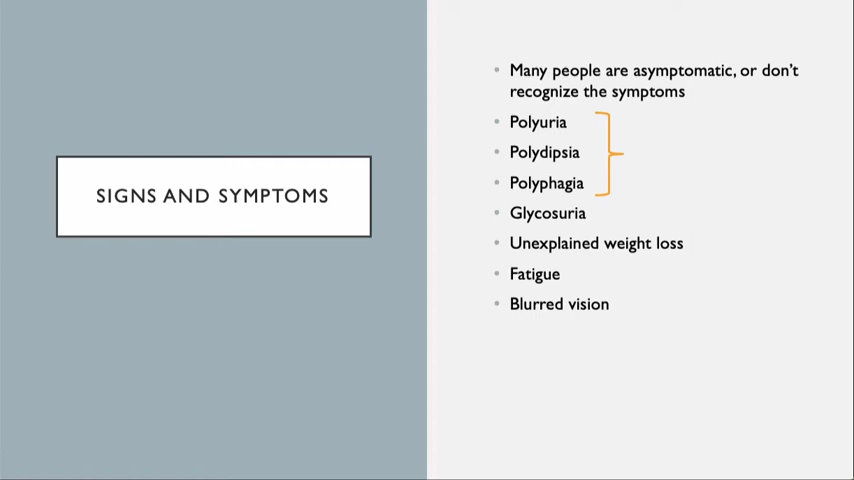 SIGNS AND SYMPTOMS
• Many people are asymptomatic, or don’t
recognize the symptoms
• Polyuria
• Polydipsia
• Polyphagia
• Glycosuria
• Unexplained weight loss
• Fatigue
• Blurred vision